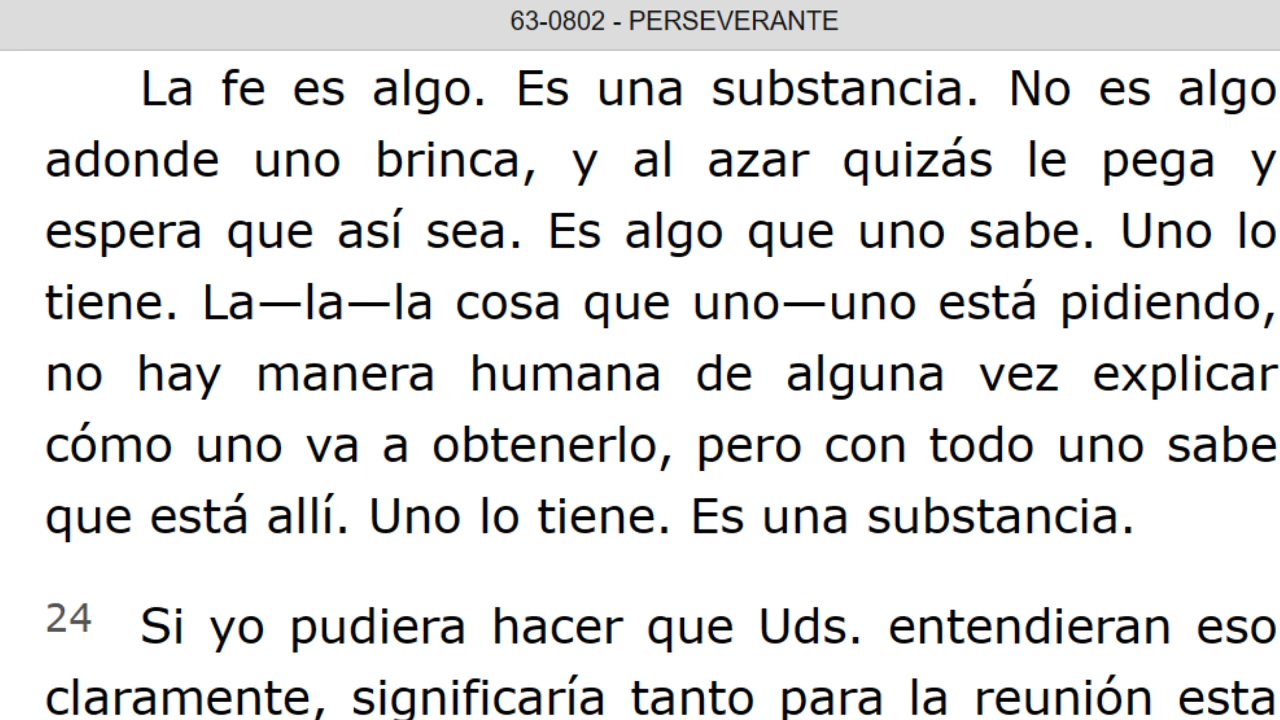 63-0802 - PERSEVERANTE
La fe es algo. Es una substancia. No es algo
adonde uno brinca, y al azar quizás le pega y
espera que así sea. Es algo que uno sabe. Uno lo
tiene. La—la—la cosa que uno—uno está pidiendo,
no hay manera humana de alguna vez explicar
cómo uno va a obtenerlo, pero con todo uno sabe
que está allí. Uno lo tiene. Es una substancia.
24 Si yo pudiera hacer que Uds. entendieran eso
claramente, significaría tanto para la reunión esta